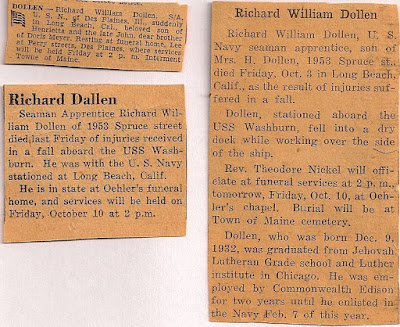 DOLLEN — Richard William Dollen, S/A,
U. S. N., of Des Plaines, Ill., suddenly
in Long Beach, Cal., beloved son of
Henrietta and the late John, dear brother
of Doris Meyer. Resting at funeral home, Lee
at Perry streets, Des Plaines, where services
will be held Friday at 2 p. m. Interment
Towne of Maine.
Richard Dallen
Seaman Apprentice Richard Wil-
liam Dollen of 1953 Spruce street
died last Friday of injuries received
in a fall aboard the USS Wash-
burn. He was with the U. S. Navy
stationed at Long Beach, Calif.
He is in state at Oehler's funeral
home, and services will be held on
Friday, October 10 at 2 p.m.
Richard William Dollen
Richard William Dollen, U. S.
Navy seaman apprentice, son of
Mrs. H. Dollen, 1953 Spruce st.,
died Friday, Oct. 3 in Long Beach,
Calif., as the result of injuries suf-
fered in a fall.
Dollen, stationed aboard the
USS Washburn, fell into a dry
dock while working over the side
of the ship.
Rev. Theodore Nickel will offi-
ciate at funeral services at 2 p. m.,
tomorrow, Friday, Oct. 10, at Oeh-
ler's chapel. Burial will be at
Town of Maine cemetery.
Dollen, who was born Dec. 9,
1932, was graduated from Jehovah
Lutheran Grade school and Luther
institute in Chicago. He was em-
ployed by Commonwealth Edison
for two years until he enlisted in
the Navy Feb. 7 of this year.